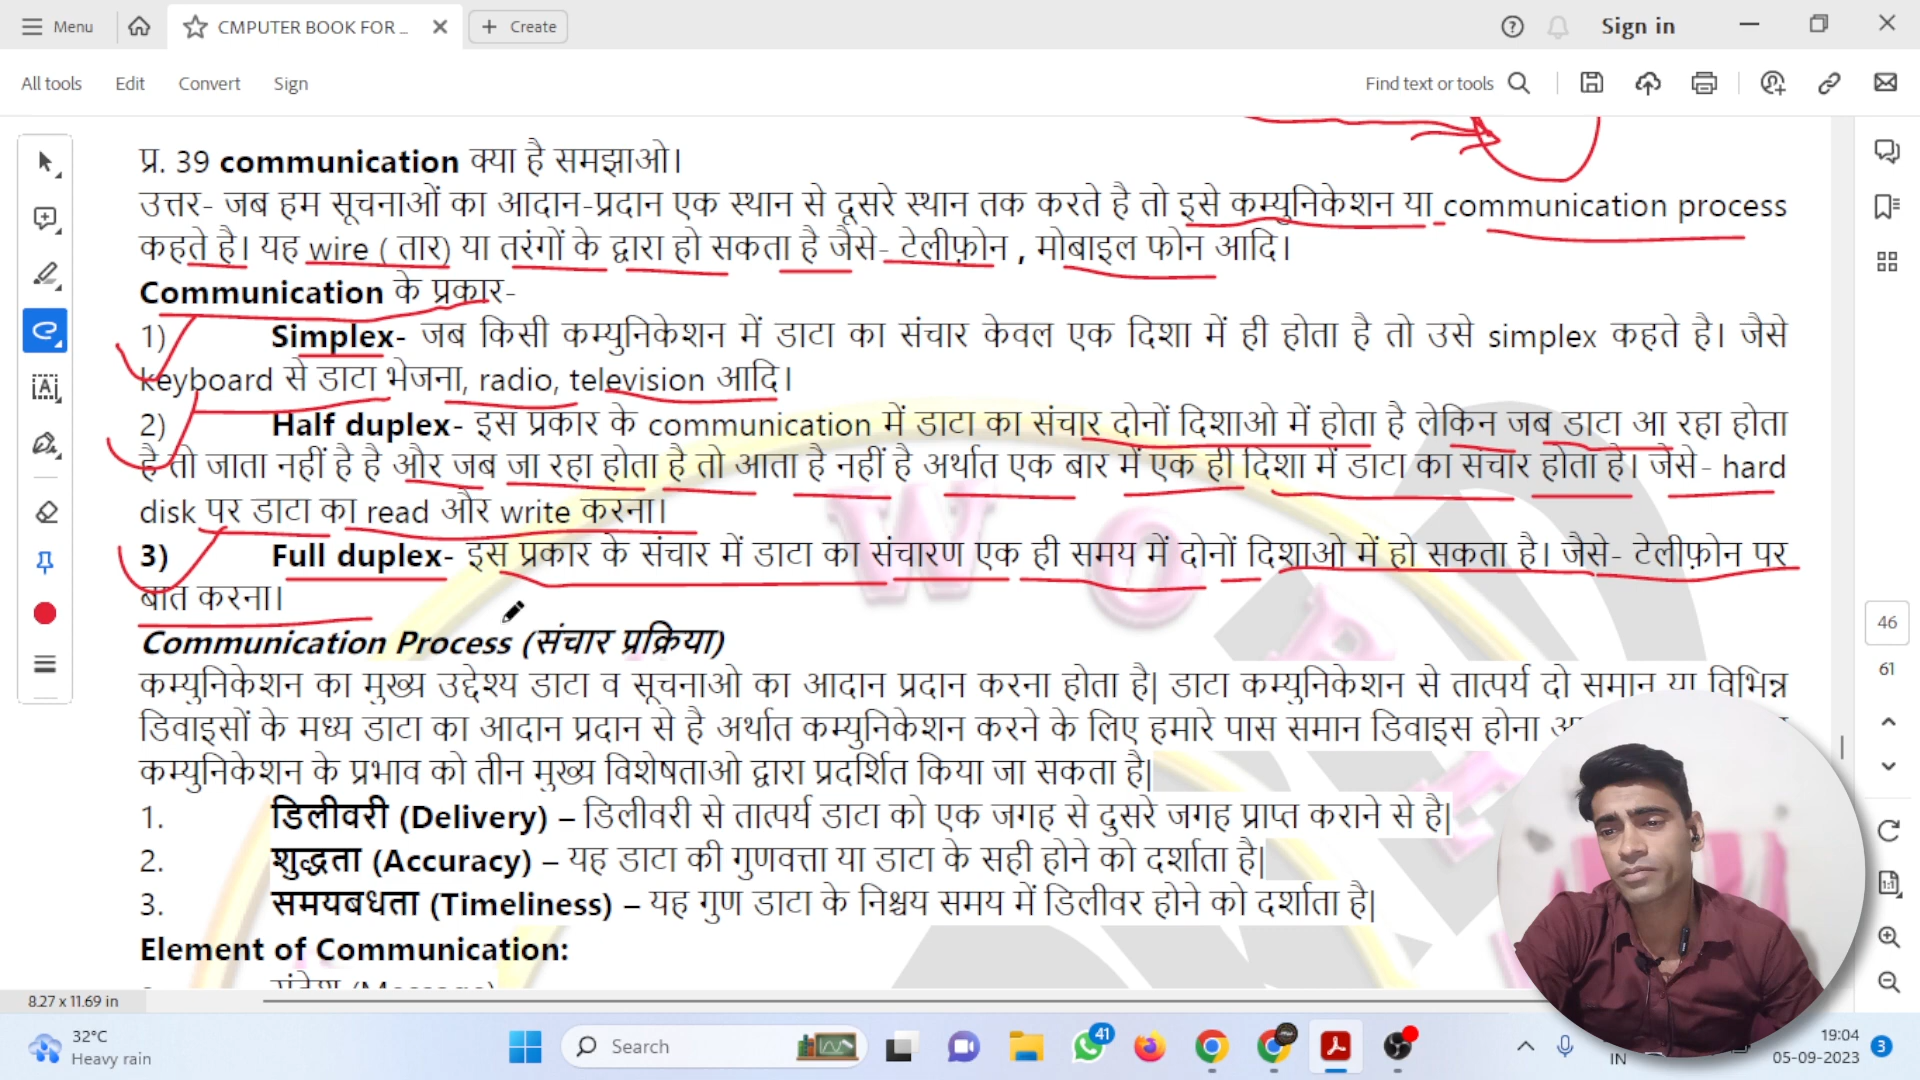 Menu
CMPUTER BOOK FOR ...
Create
Sign in
All tools Edit Convert Sign
Find text or tools
प्र. 39 communication क्या है समझाओ।
उत्तर- जब हम सूचनाओं का आदान-प्रदान एक स्थान से दूसरे स्थान तक करते है तो इसे कम्युनिकेशन या communication process
कहते है। यह wire ( तार) या तरंगों के द्वारा हो सकता है जैसे- टेलीफ़ोन , मोबाइल फोन आदि।
Communication के प्रकार-
1) Simplex- जब किसी कम्युनिकेशन में डाटा का संचार केवल एक दिशा में ही होता है तो उसे simplex कहते है। जैसे
keyboard से डाटा भेजना, radio, television आदि।
2) Half duplex- इस प्रकार के communication में डाटा का संचार दोनों दिशाओ में होता है लेकिन जब डाटा आ रहा होता
है तो जाता नहीं है है और जब जा रहा होता है तो आता है नहीं है अर्थात एक बार में एक ही दिशा में डाटा का संचार होता है। जेसे- hard
disk पर डाटा का read और write करना।
3) Full duplex- इस प्रकार के संचार में डाटा का संचारण एक ही समय में दोनों दिशाओ में हो सकता है। जैसे- टेलीफ़ोन पर
बात करना।
Communication Process (संचार प्रक्रिया)
कम्युनिकेशन का मुख्य उद्देश्य डाटा व सूचनाओ का आदान प्रदान करना होता है| डाटा कम्युनिकेशन से तात्पर्य दो समान या विभिन्न
डिवाइसों के मध्य डाटा का आदान प्रदान से है अर्थात कम्युनिकेशन करने के लिए हमारे पास समान डिवाइस होना
कम्युनिकेशन के प्रभाव को तीन मुख्य विशेषताओ द्वारा प्रदर्शित किया जा सकता है|
1. डिलीवरी (Delivery) – डिलीवरी से तात्पर्य डाटा को एक जगह से दुसरे जगह प्राप्त कराने से है|
2. शुद्धता (Accuracy) – यह डाटा की गुणवत्ता या डाटा के सही होने को दर्शाता है|
3. समयबधता (Timeliness) – यह गुण डाटा के निश्चय समय में डिलीवर होने को दर्शाता है|
Element of Communication:
46
61
8.27 x 11.69 in
32°C
Heavy rain
Search
41
IN
19:04
05-09-2023
3